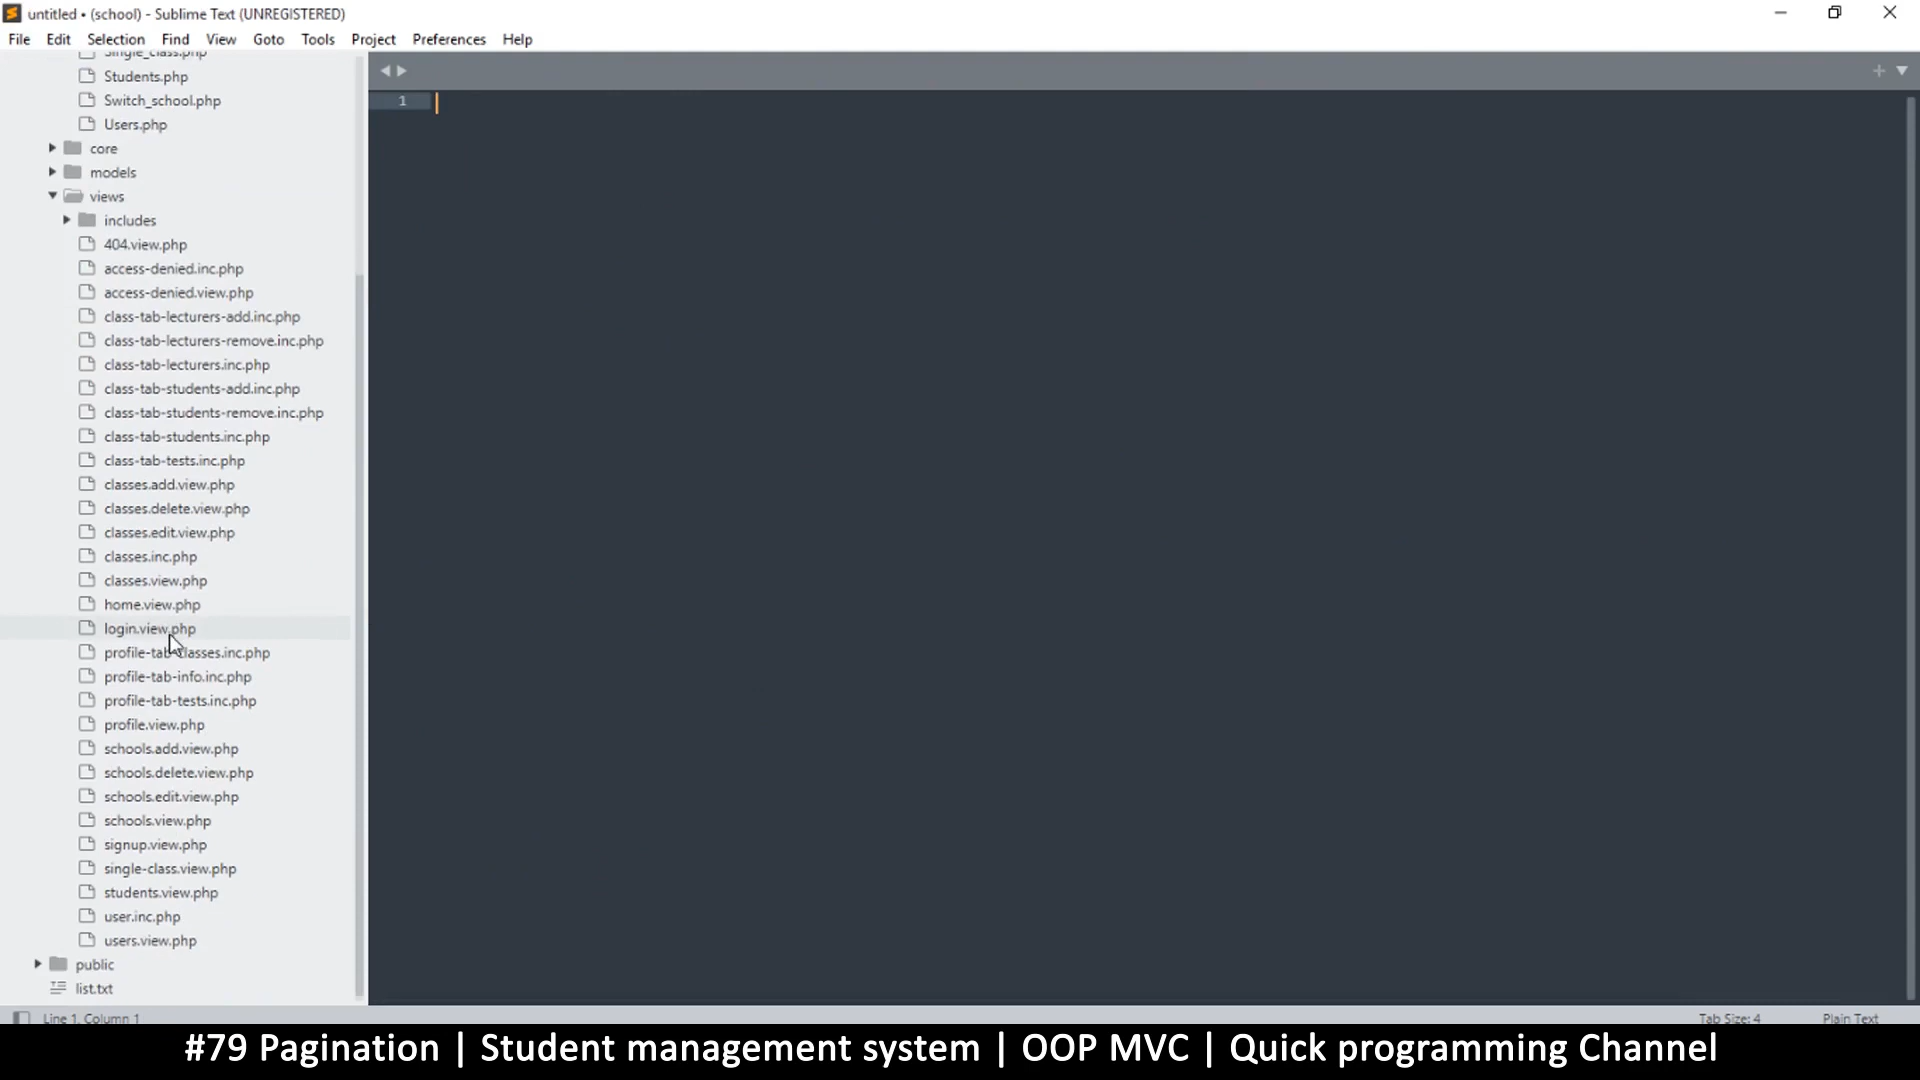 untitled • (school) - Sublime Text (UNREGISTERED)
File Edit Selection Find View Goto Tools Project Preferences Help
Single_class.php
Students.php
Switch_school.php
Users.php
core
models
views
includes
404.view.php
access-denied.inc.php
access-denied.view.php
class-tab-lecturers-add.inc.php
class-tab-lecturers-remove.inc.php
class-tab-lecturers.inc.php
class-tab-students-add.inc.php
class-tab-students-remove.inc.php
class-tab-students.inc.php
class-tab-tests.inc.php
classes.add.view.php
classes.delete.view.php
classes.edit.view.php
classes.inc.php
classes.view.php
home.view.php
login.view.php
profile-tab-classes.inc.php
profile-tab-info.inc.php
profile-tab-tests.inc.php
profile.view.php
schools.add.view.php
schools.delete.view.php
schools.edit.view.php
schools.view.php
signup.view.php
single-class.view.php
students.view.php
user.inc.php
users.view.php
public
list.txt
1
Line 1, Column 1
Tab Size: 4 Plain Text
#79 Pagination | Student management system | OOP MVC | Quick programming Channel